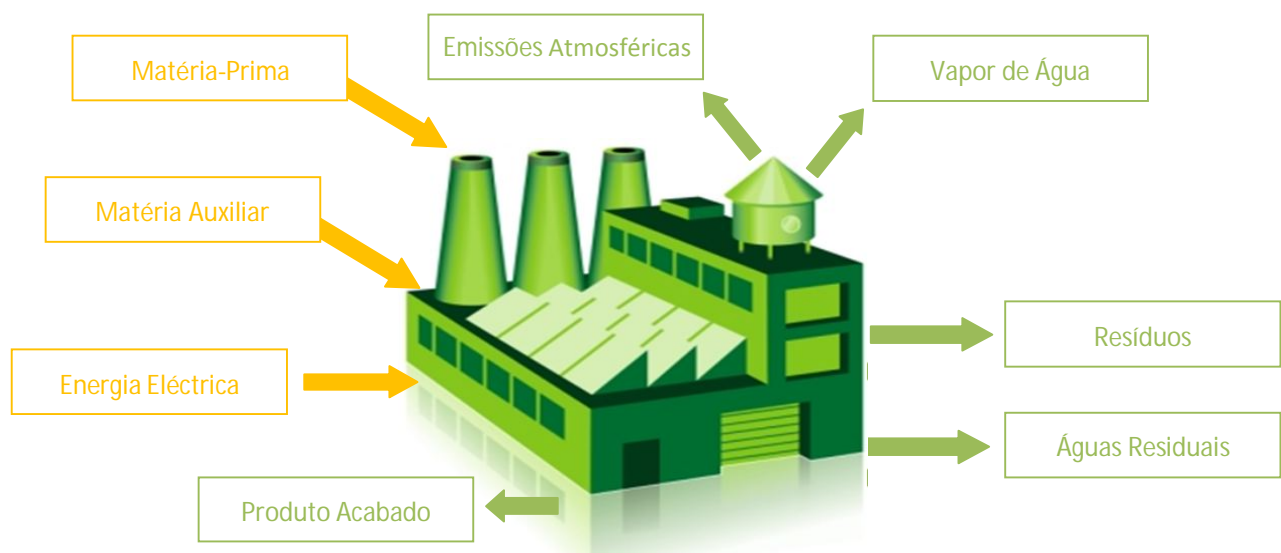 Emissões Atmosféricas
Matéria-Prima
Vapor de Água
Matéria Auxiliar
Resíduos
Energia Eléctrica
Águas Residuais
Produto Acabado